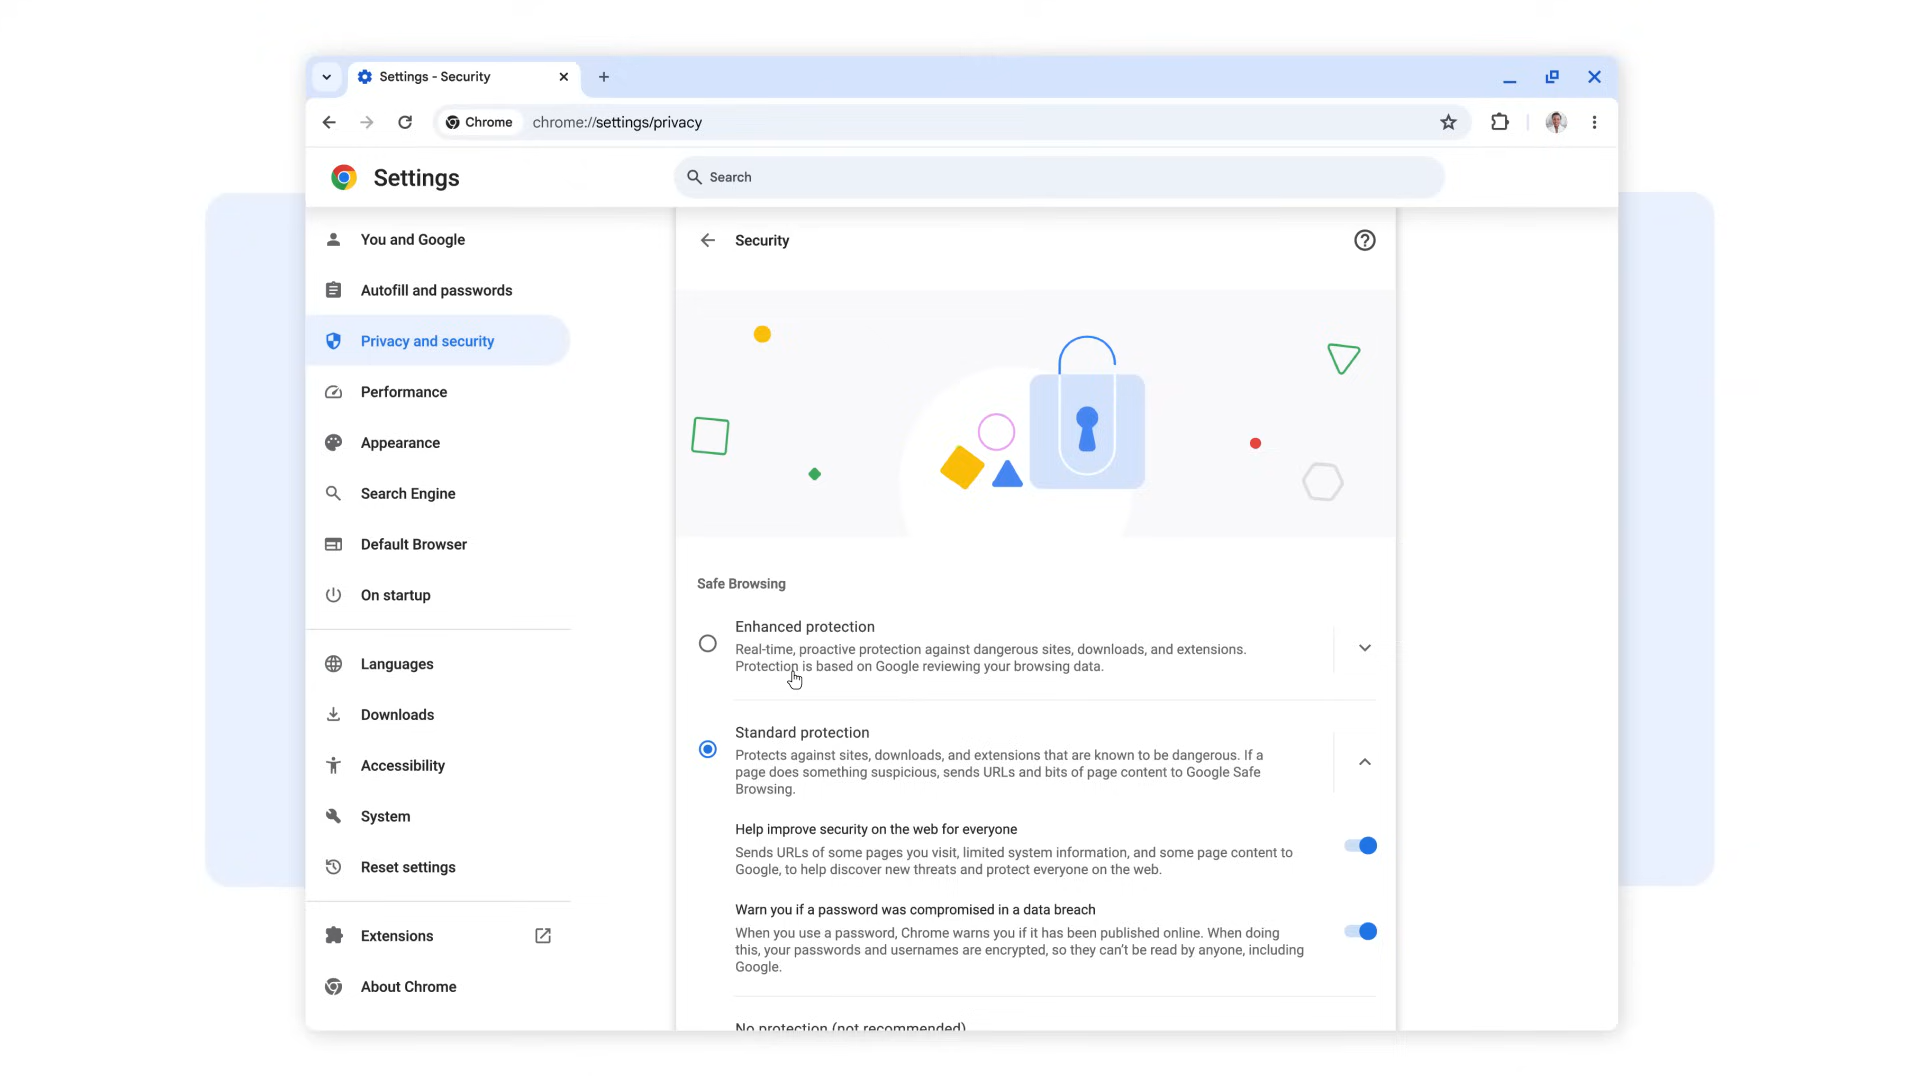 Settings - Security
Chrome
chrome://settings/privacy
Settings
Search
You and Google
Autofill and passwords
Privacy and security
Performance
Appearance
Search Engine
Default Browser
On startup
Languages
Downloads
Accessibility
System
Reset settings
Extensions
About Chrome
Security
Safe Browsing
Enhanced protection
Real-time, proactive protection against dangerous sites, downloads, and extensions.
Protection is based on Google reviewing your browsing data.
Standard protection
Protects against sites, downloads, and extensions that are known to be dangerous. If a
page does something suspicious, sends URLs and bits of page content to Google Safe
Browsing.
Help improve security on the web for everyone
Sends URLs of some pages you visit, limited system information, and some page content to
Google, to help discover new threats and protect everyone on the web.
Warn you if a password was compromised in a data breach
When you use a password, Chrome warns you if it has been published online. When doing
this, your passwords and usernames are encrypted, so they can't be read by anyone, including
Google.
No protection (not recommended)